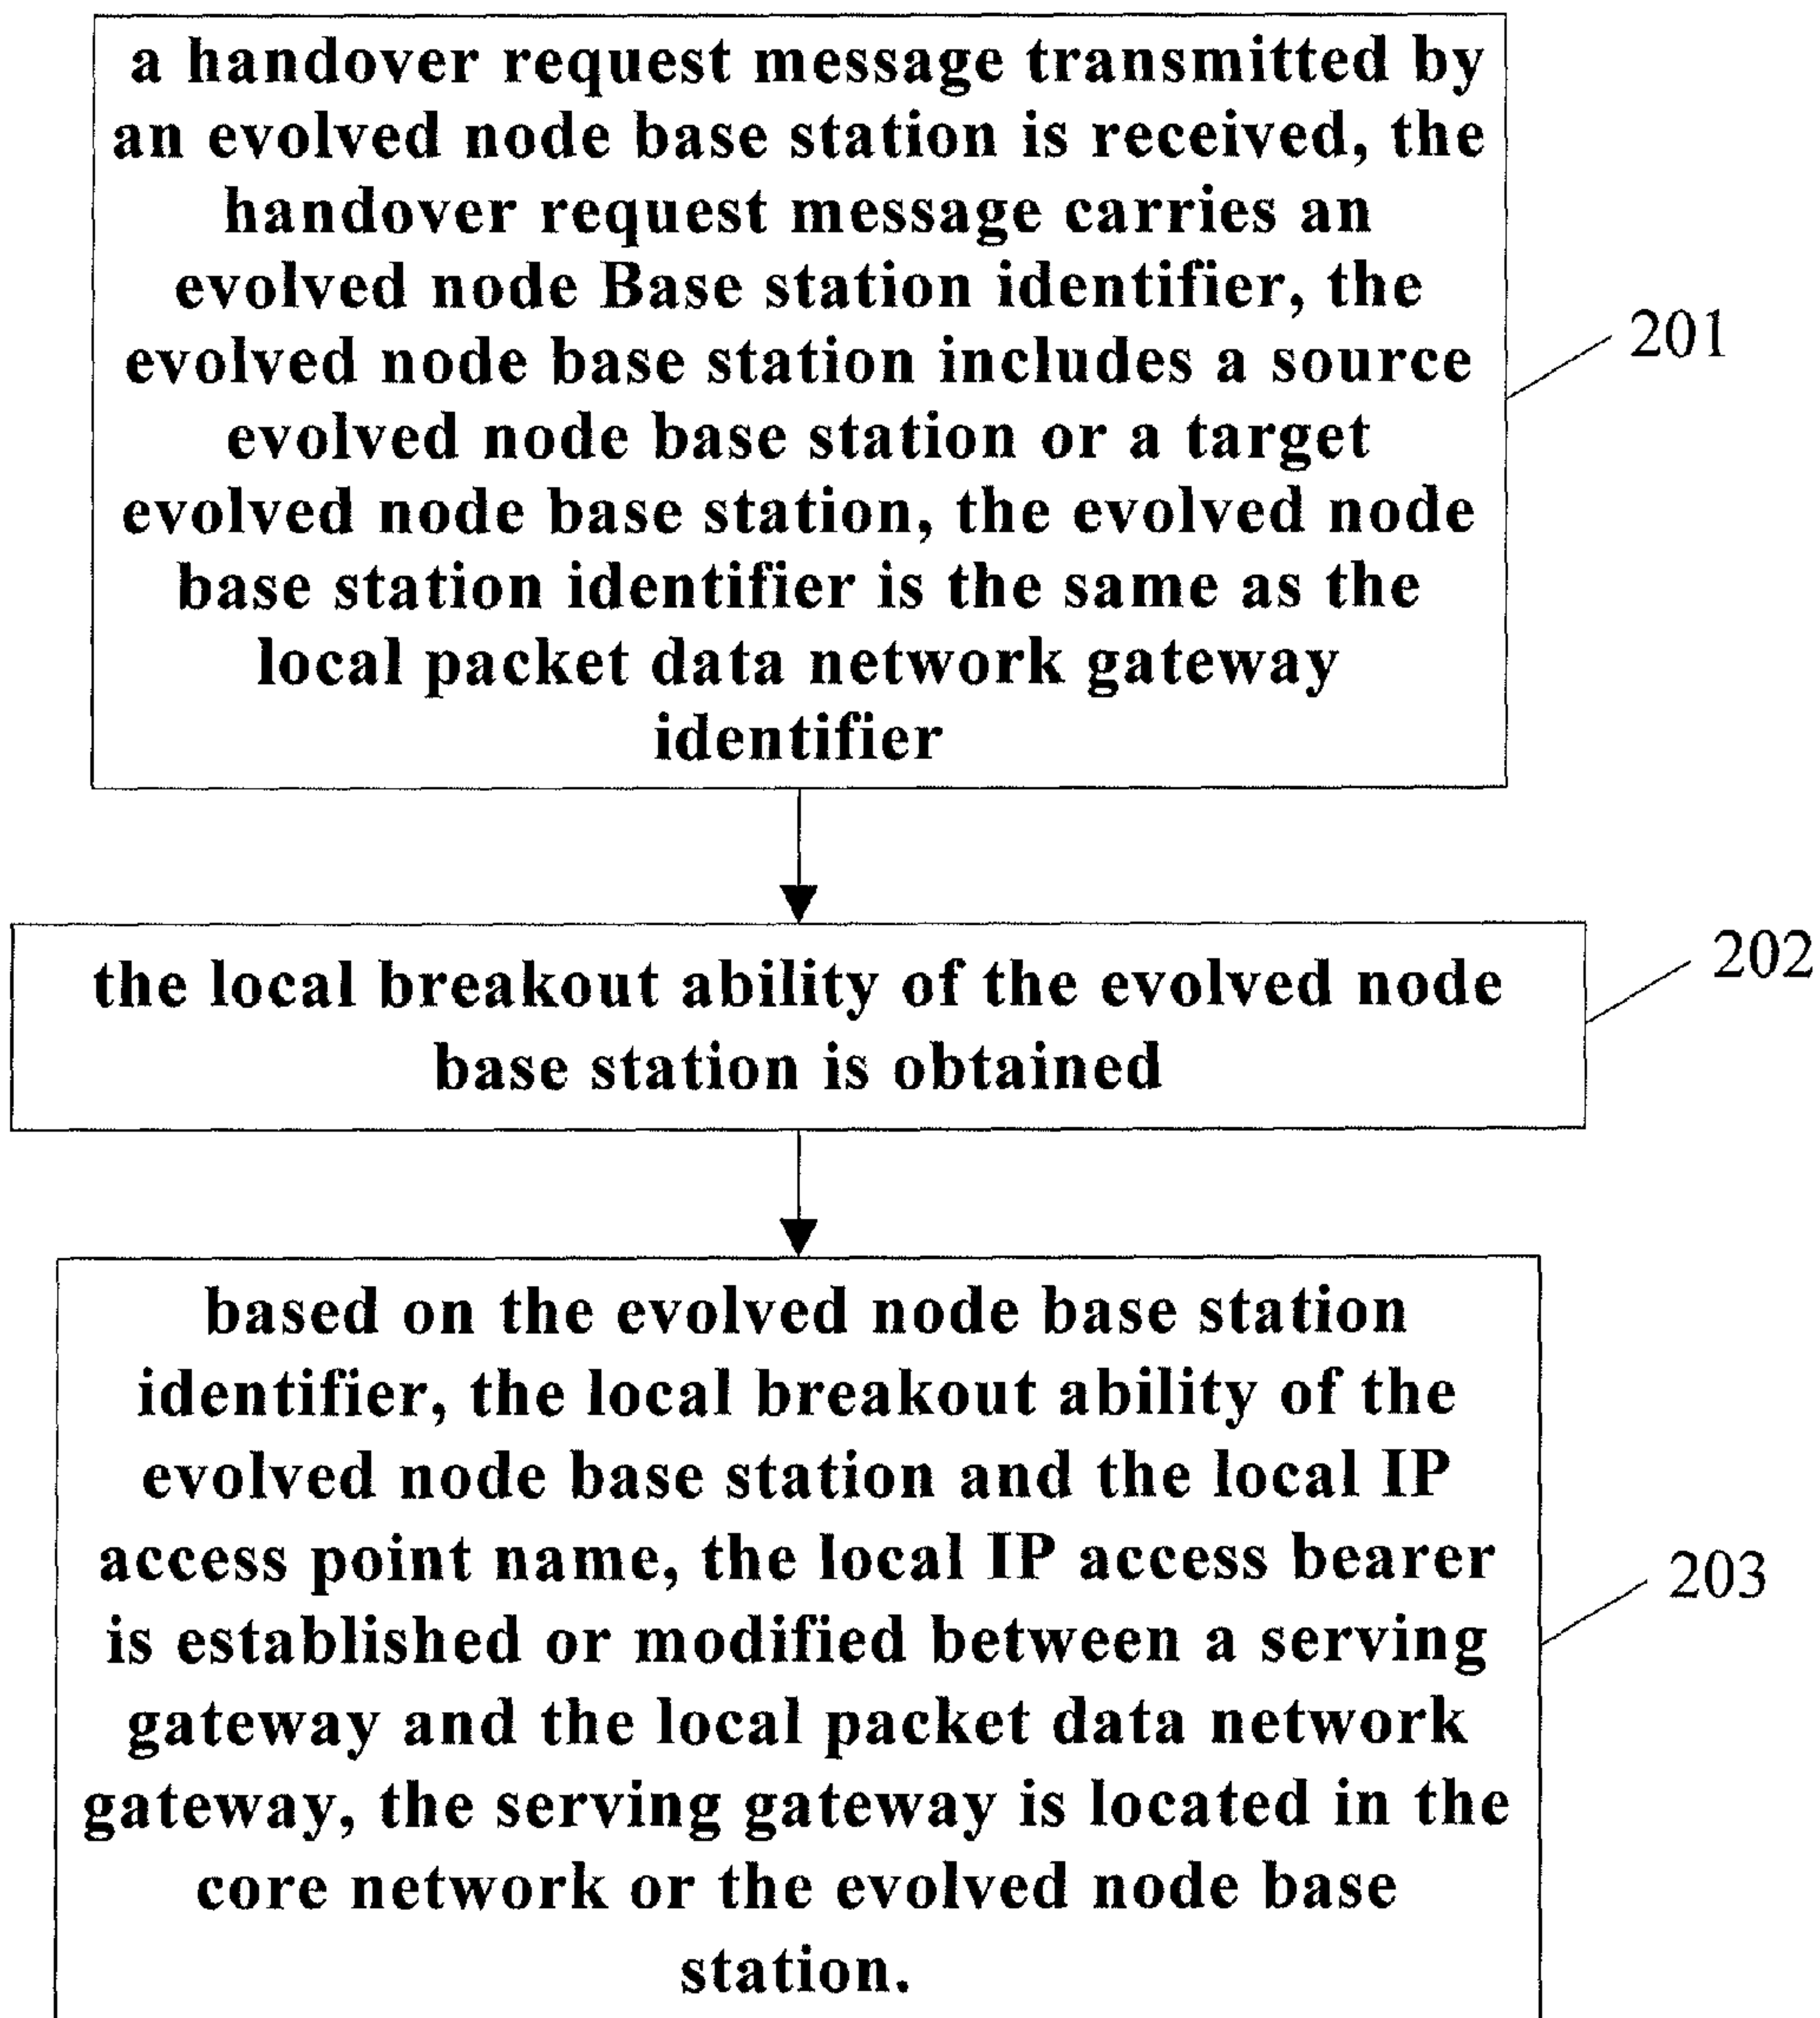 a handover request message transmitted by
an evolved node base station is received, the
handover request message carries an
evolved node Base station identifier, the
evolved node base station includes a source
evolved node base station or a target
evolved node base station, the evolved node
base station identifier is the same as the
local packet data network gateway
identifier
201
the local breakout ability of the evolved node
base station is obtained
202
based on the evolved node base station
identifier, the local breakout ability of the
evolved node base station and the local IP
access point name, the local IP access bearer
is established or modified between a serving
gateway and the local packet data network
gateway, the serving gateway is located in the
core network or the evolved node base
station.
203